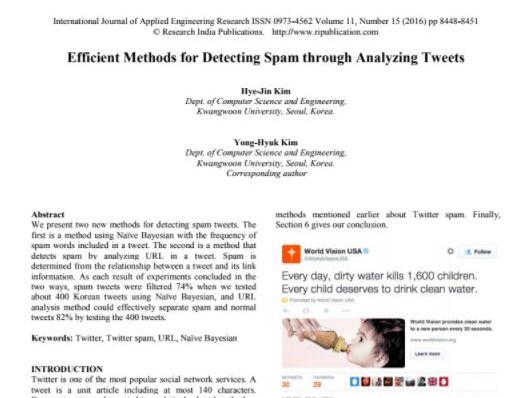 International Journal of Applied Engineering Research ISSN 0973-4562 Volume 11, Number 15 (2016) pp 8448-8451
© Research India Publications. http://www.ripublication.com
Efficient Methods for Detecting Spam through Analyzing Tweets
Hye-Jin Kim
Dept. of Computer Science and Engineering,
Kwangwoon University, Seoul, Korea.
Yong-Hyuk Kim
Dept. of Computer Science and Engineering,
Kwangwoon University, Seoul, Korea.
Corresponding author
Abstract
We present two new methods for detecting spam tweets. The
first is a method using Naïve Bayesian with the frequency of
spam words included in a tweet. The second is a method that
detects spam by analyzing URL in a tweet. Spam is
determined from the relationship between a tweet and its link
information. As each result of experiments concluded in the
two ways, spam tweets were filtered 74% when we tested
about 400 Korean tweets using Naïve Bayesian, and URL
analysis method could effectively separate spam and normal
tweets 82% by testing the 400 tweets.
Keywords: Twitter, Twitter spam, URL, Naïve Bayesian
INTRODUCTION
Twitter is one of the most popular social network services. A
tweet is a unit article including at most 140 characters.
methods mentioned earlier about Twitter spam. Finally,
Section 6 gives our conclusion.
World Vision USA
Follow
Every day, dirty water kills 1,600 children.
Every child deserves to drink clean water.
Promoted by World Vision USA
World Vision provides clean water
to a new person every 30 seconds.
www.worldvision.org
Learn more
30 29